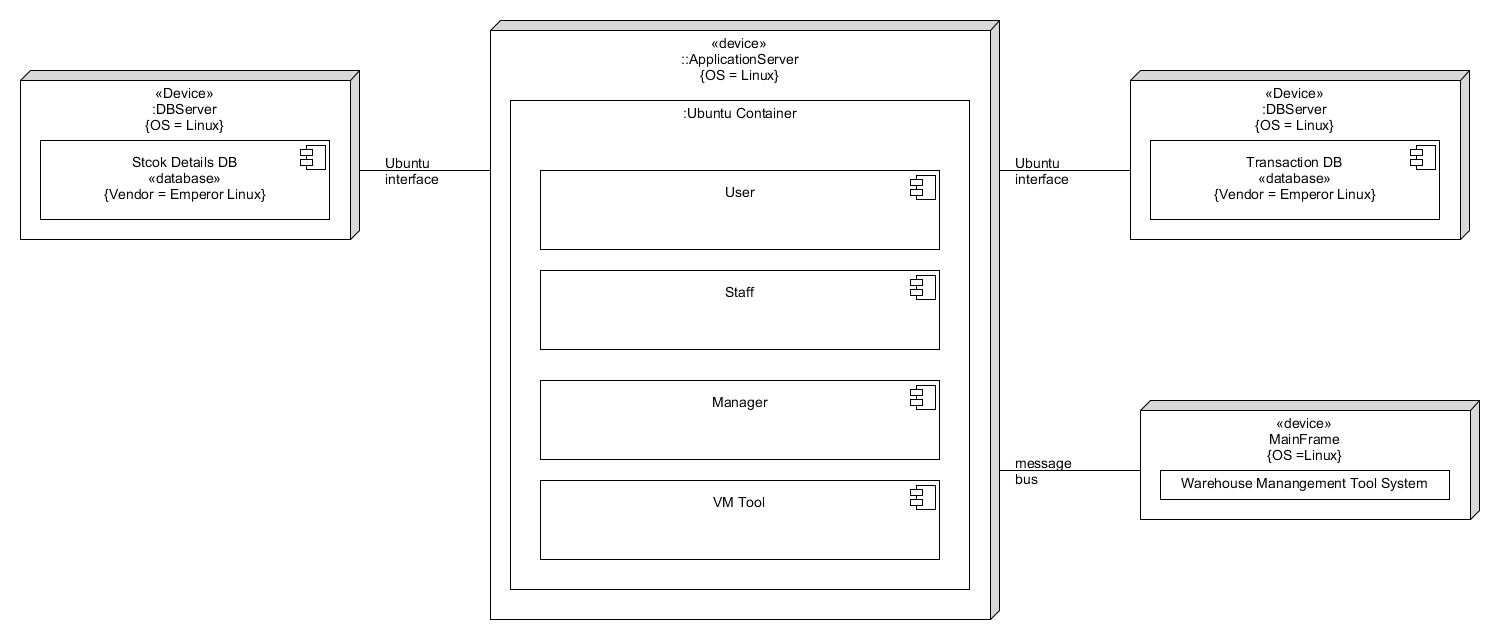 «Device»
:DBServer
{OS = Linux}
Stcok Details DB
«database»
{Vendor = Emperor Linux}
Ubuntu
interface
«device»
::ApplicationServer
{OS = Linux}
:Ubuntu Container
User
Staff
Manager
VM Tool
Ubuntu
interface
«Device»
:DBServer
{OS = Linux}
Transaction DB
«database»
{Vendor = Emperor Linux}
message
bus
«device»
MainFrame
{OS =Linux}
Warehouse Manangement Tool System